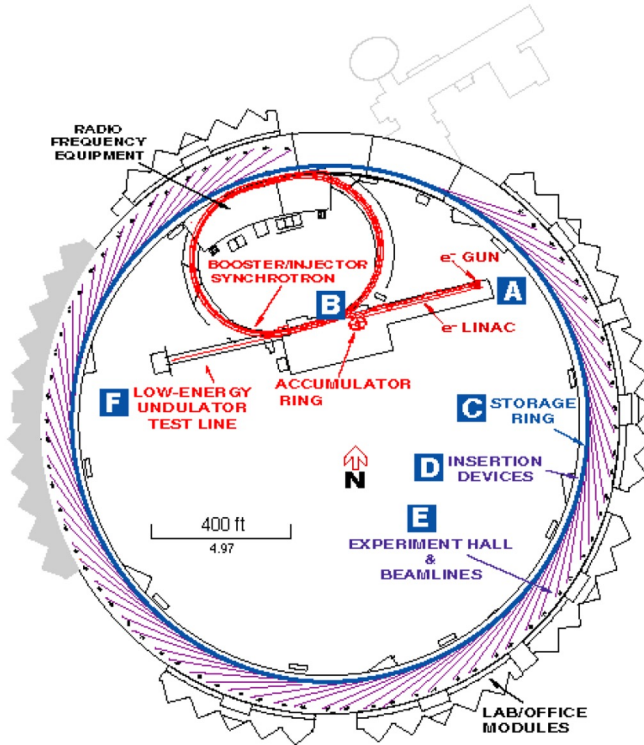 RADIO
FREQUENCY
EQUIPMENT
BOOSTER/INJECTOR
SYNCHROTRON
e- GUN
A
B
e- LINAC
F
LOW-ENERGY
UNDULATOR
TEST LINE
ACCUMULATOR
RING
C
STORAGE
RING
D
INSERTION
DEVICES
N
E
EXPERIMENT HALL
&
BEAMLINES
400 ft
4.97
LAB/OFFICE
MODULES